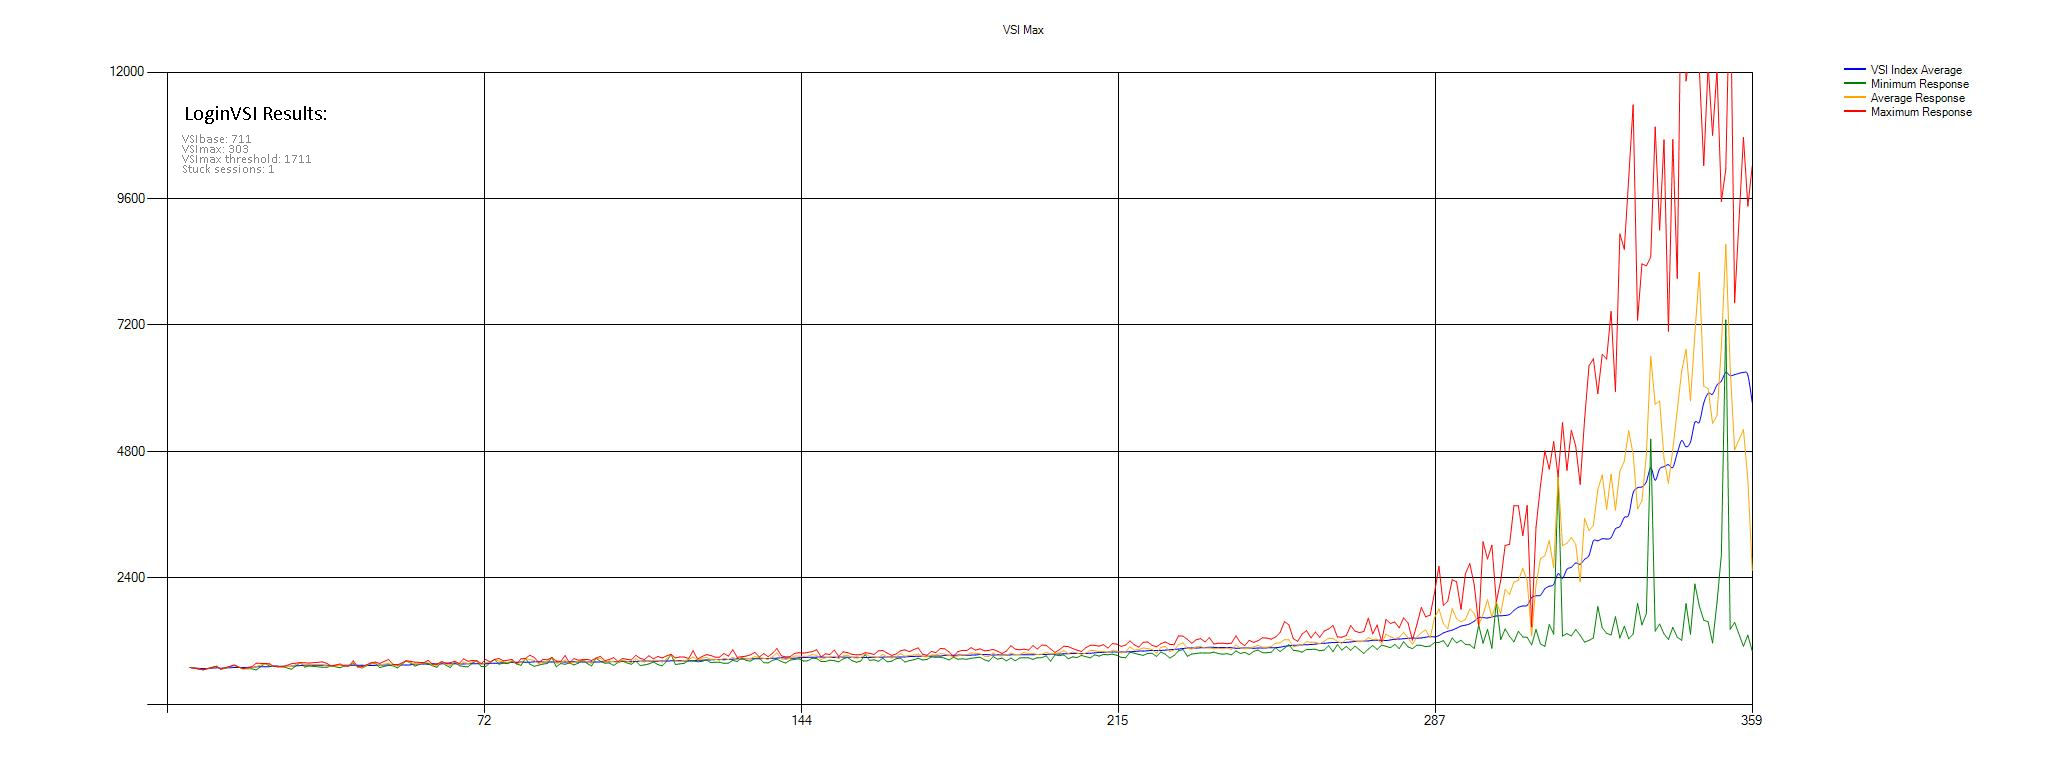 VSI Max
12000
9600
7200
4800
2400
LoginVSI Results:
VSIbase: 711
VSImax: 303
VSImax threshold: 1711
Stuck sessions: 1
72
144
215
287
359
VSI Index Average
Minimum Response
Average Response
Maximum Response